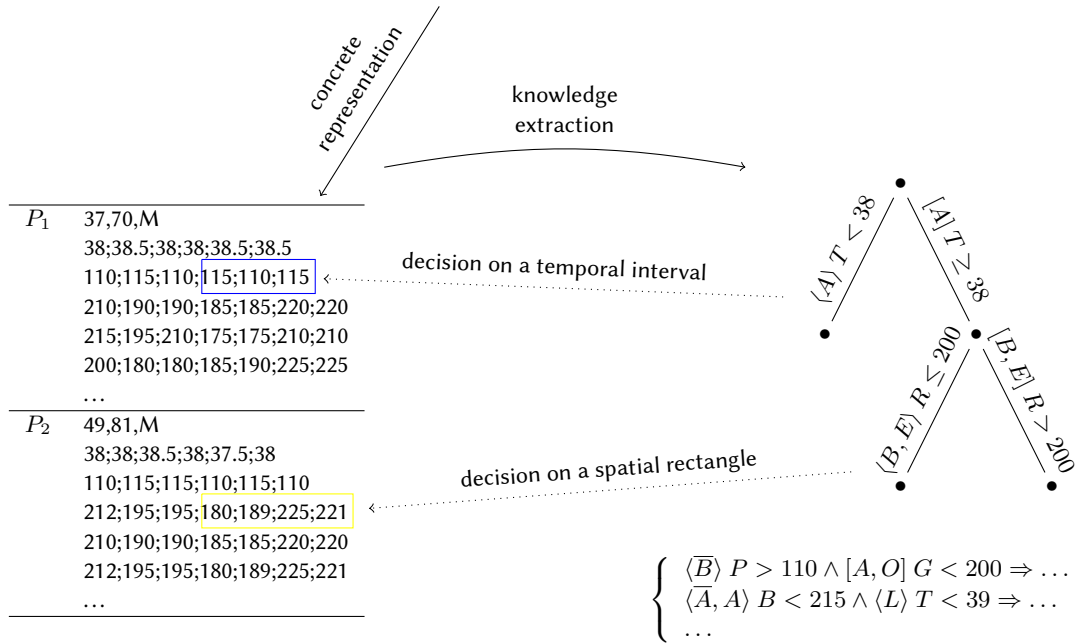 concrete
representation
knowledge
extraction
P₁ 37,70,M
38;38.5;38;38;38.5;38.5
110;115;110;115;110;115
210;190;190;185;185;220;220
215;195;210;175;175;210;210
200;180;180;185;190;225;225
...
P₂ 49,81,M
38;38;38.5;38;37.5;38
110;115;115;110;115;110
212;195;195;180;189;225;221
210;190;190;185;185;220;220
212;195;195;180;189;225;221
...
decision on a temporal interval
decision on a spatial rectangle
⟨A⟩ T < 38
[A] T ≥ 38
⟨B, E⟩ R ≤ 200
[B, E] R > 200
⟨B̅⟩ P > 110 ∧ [A, O] G < 200 ⇒ ...
⟨A̅, A⟩ B < 215 ∧ ⟨L⟩ T < 39 ⇒ ...
...